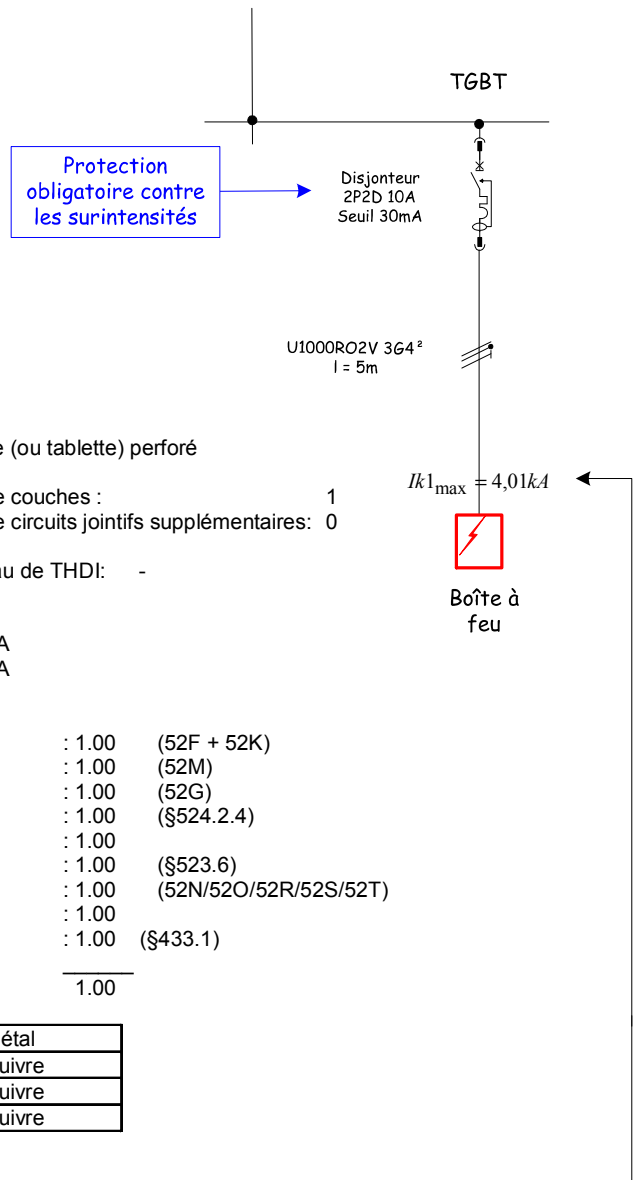 TGBT
Protection
obligatoire contre
les surintensités
Disjonteur
2P2D 10A
Seuil 30mA
U1000RO2V 3G4²
l = 5m
e (ou tablette) perforé
Ik1max = 4,01kA
e couches : 1
e circuits jointifs supplémentaires: 0
au de THDI: -
Boîte à
feu
A
A
: 1.00 (52F + 52K)
: 1.00 (52M)
: 1.00 (52G)
: 1.00 (§524.2.4)
: 1.00
: 1.00 (§523.6)
: 1.00 (52N/52O/52R/52S/52T)
: 1.00
: 1.00 (§433.1)
1.00
étal
uivre
uivre
uivre